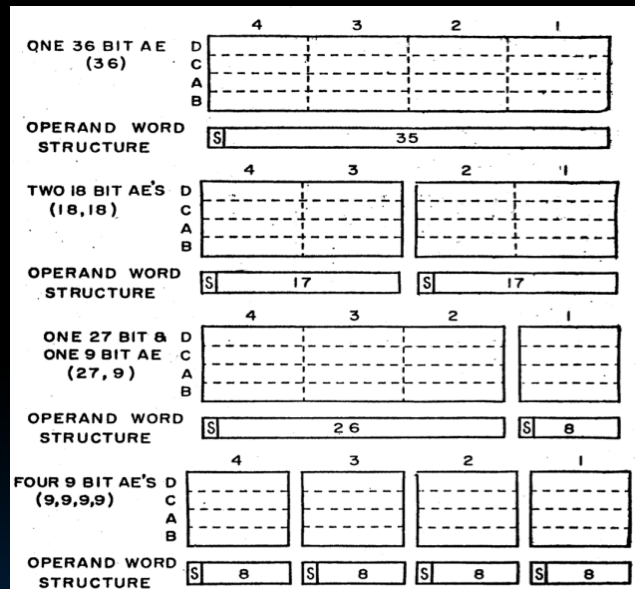 4 3 2 1
ONE 36 BIT AE D
(36) C
A
B
OPERAND WORD
STRUCTURE
S 35
4 3 2 1
TWO 18 BIT AE'S D
(18,18) C
A
B
OPERAND WORD
STRUCTURE
S 17 S 17
4 3 2 1
ONE 27 BIT & D
ONE 9 BIT AE C
(27,9) A
B
OPERAND WORD
STRUCTURE
S 26 S 8
4 3 2 1
FOUR 9 BIT AE'S D
(9,9,9,9) C
A
B
OPERAND WORD
STRUCTURE
S 8 S 8 S 8 S 8